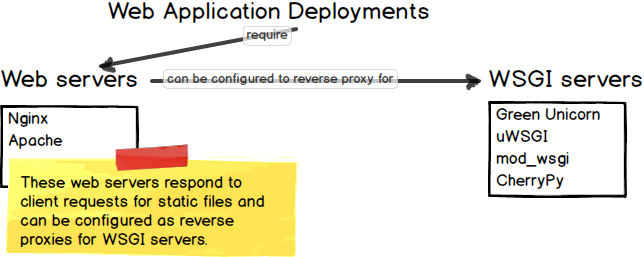 Web Application Deployments
require
Web servers
can be configured to reverse proxy for
WSGI servers
Nginx
Apache
Green Unicorn
uWSGI
mod_wsgi
CherryPy
These web servers respond to
client requests for static files and
can be configured as reverse
proxies for WSGI servers.